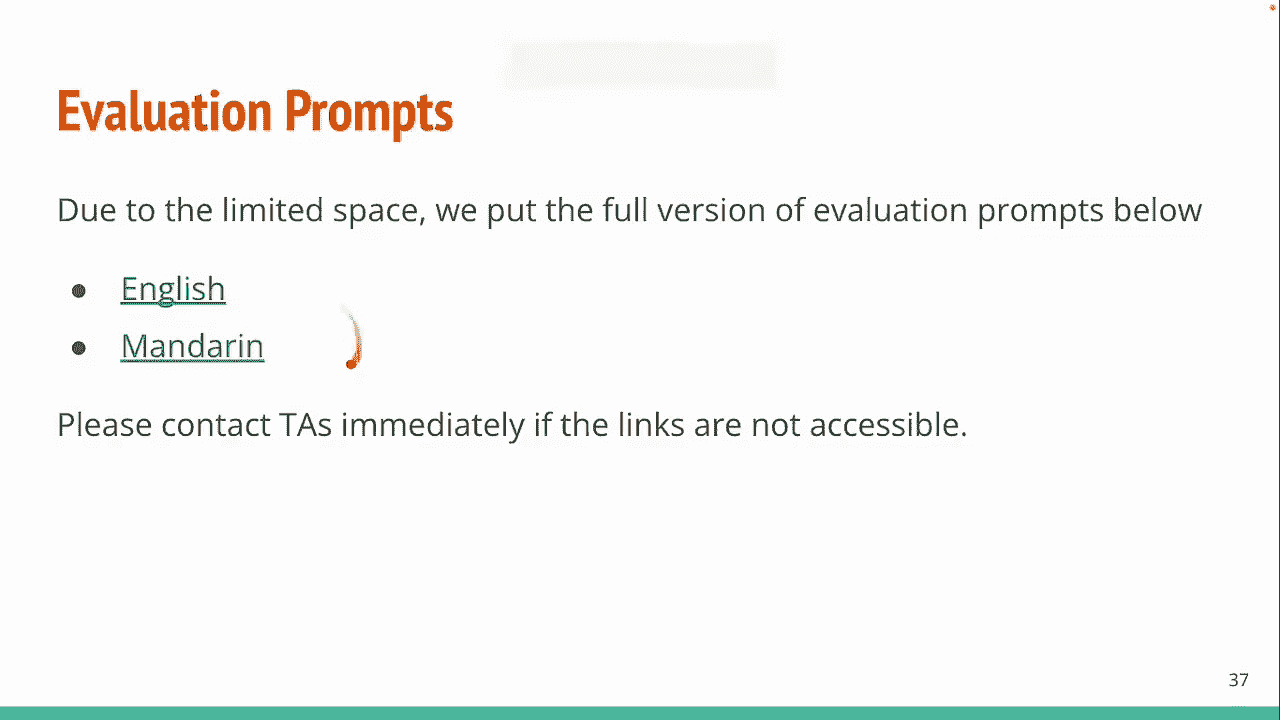 Evaluation Prompts
Due to the limited space, we put the full version of evaluation prompts below
● English
● Mandarin
Please contact TAs immediately if the links are not accessible.
37